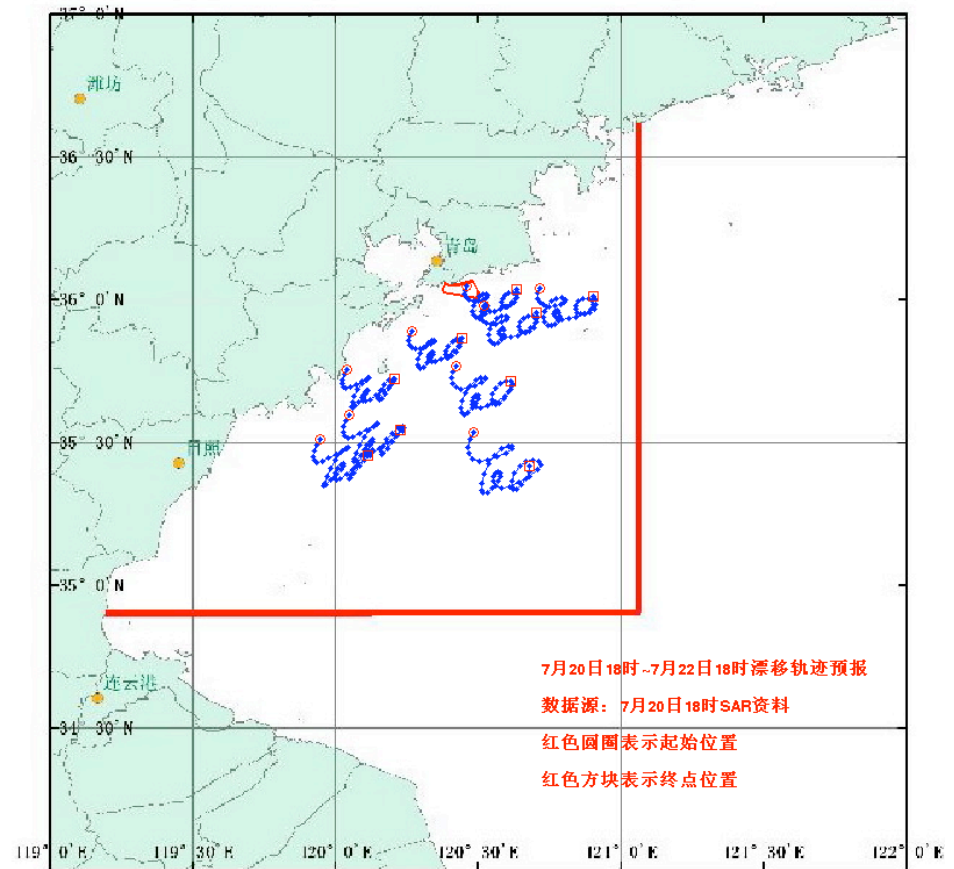 37° 0'N
潍坊
36° 30'N
青岛
36° 0'N
35° 30'N
日照
35° 0'N
7月20日18时~7月22日18时漂移轨迹预报
连云港
数据源：7月20日18时SAR资料
34° 30'N
红色圆圈表示起始位置
红色方块表示终点位置
119° 0'E 119° 30'E 120° 0'E 120° 30'E 121° 0'E 121° 30'E 122° 0'E